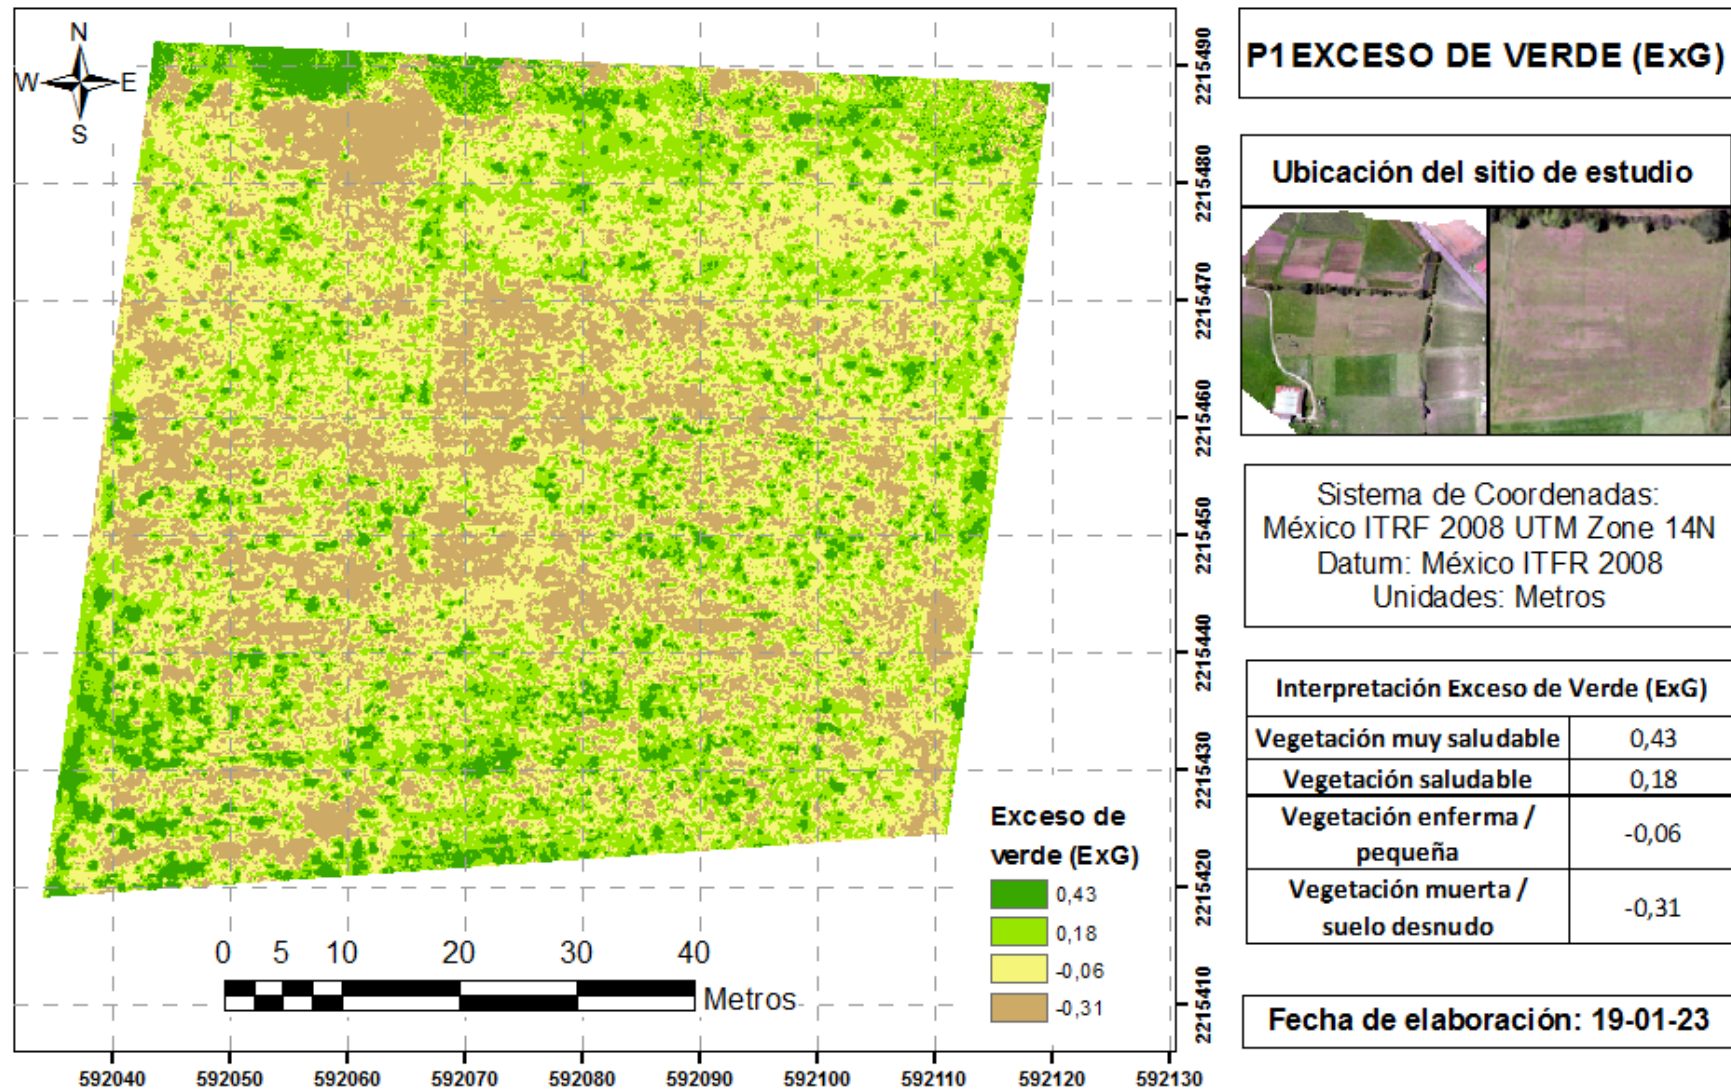 N
W E
S
2215490
2215480
2215470
2215460
2215450
2215440
2215430
2215420
2215410
Exceso de
verde (ExG)
0,43
0,18
-0,06
-0,31
0 5 10 20 30 40
Metros
592040 592050 592060 592070 592080 592090 592100 592110 592120 592130
P1 EXCESO DE VERDE (ExG)
Ubicación del sitio de estudio
Sistema de Coordenadas:
México ITRF 2008 UTM Zone 14N
Datum: México ITFR 2008
Unidades: Metros
Interpretación Exceso de Verde (ExG)
Vegetación muy saludable 0,43
Vegetación saludable 0,18
Vegetación enferma /
pequeña -0,06
Vegetación muerta /
suelo desnudo -0,31
Fecha de elaboración: 19-01-23